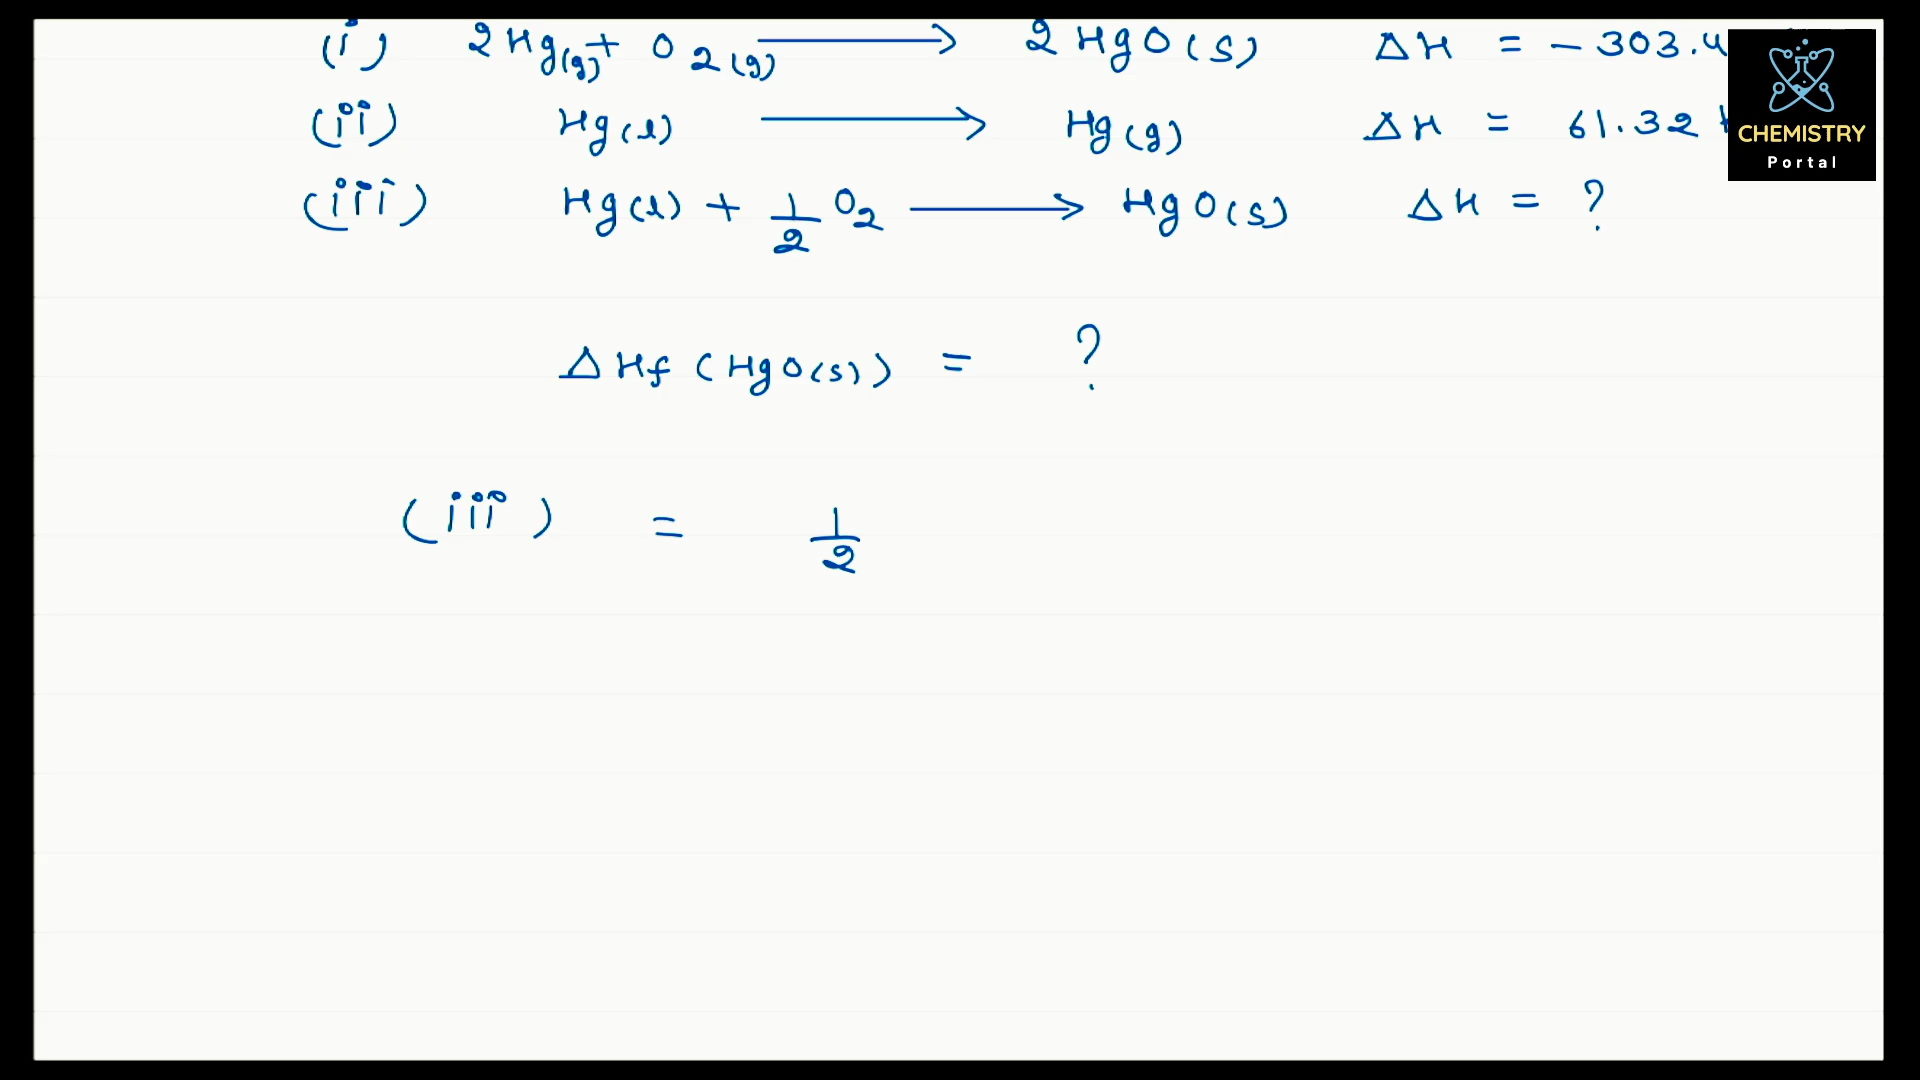 (i) 2Hg(g) + O2(g) ⟶ 2HgO(s) ΔH = -303.4
(ii) Hg(l) ⟶ Hg(g) ΔH = 61.32
(iii) Hg(l) + 1/2 O2 ⟶ HgO(s) ΔH = ?
ΔHf (HgO(s)) = ?
(iii) = 1/2
CHEMISTRY
Portal